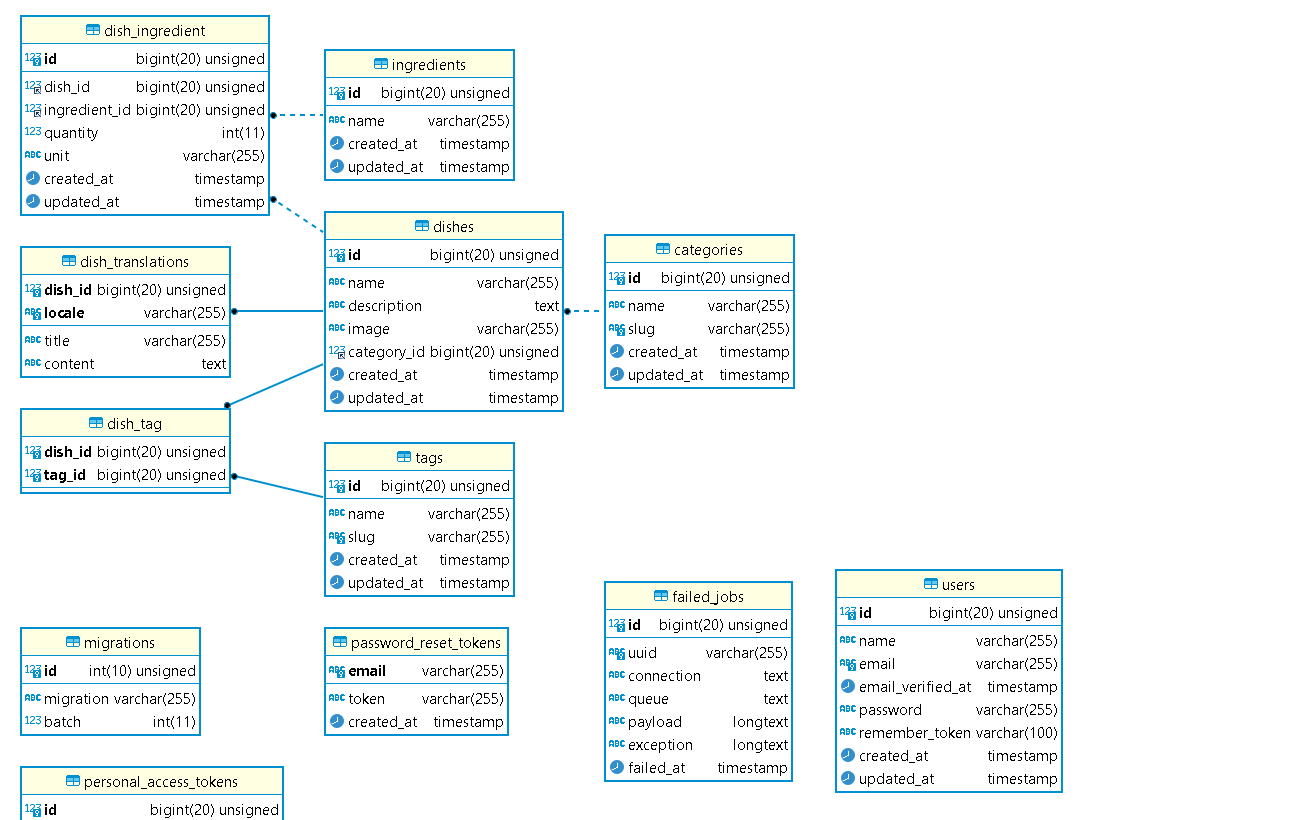 dish_ingredient
id bigint(20) unsigned
dish_id bigint(20) unsigned
ingredient_id bigint(20) unsigned
quantity int(11)
unit varchar(255)
created_at timestamp
updated_at timestamp
ingredients
id bigint(20) unsigned
name varchar(255)
created_at timestamp
updated_at timestamp
dish_translations
dish_id bigint(20) unsigned
locale varchar(255)
title varchar(255)
content text
dishes
id bigint(20) unsigned
name varchar(255)
description text
image varchar(255)
category_id bigint(20) unsigned
created_at timestamp
updated_at timestamp
categories
id bigint(20) unsigned
name varchar(255)
slug varchar(255)
created_at timestamp
updated_at timestamp
dish_tag
dish_id bigint(20) unsigned
tag_id bigint(20) unsigned
tags
id bigint(20) unsigned
name varchar(255)
slug varchar(255)
created_at timestamp
updated_at timestamp
migrations
id int(10) unsigned
migration varchar(255)
batch int(11)
password_reset_tokens
email varchar(255)
token varchar(255)
created_at timestamp
failed_jobs
id bigint(20) unsigned
uuid varchar(255)
connection text
queue text
payload longtext
exception longtext
failed_at timestamp
users
id bigint(20) unsigned
name varchar(255)
email varchar(255)
email_verified_at timestamp
password varchar(255)
remember_token varchar(100)
created_at timestamp
updated_at timestamp
personal_access_tokens
id bigint(20) unsigned